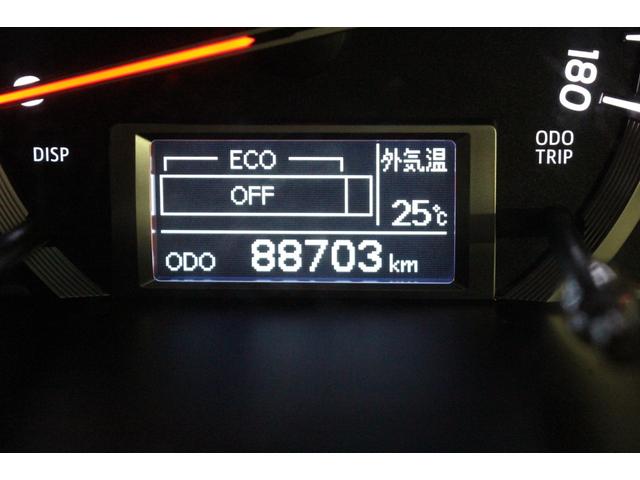 180
DISP
ODO
TRIP
ECO
OFF
外気温
25℃
ODO 88703 km